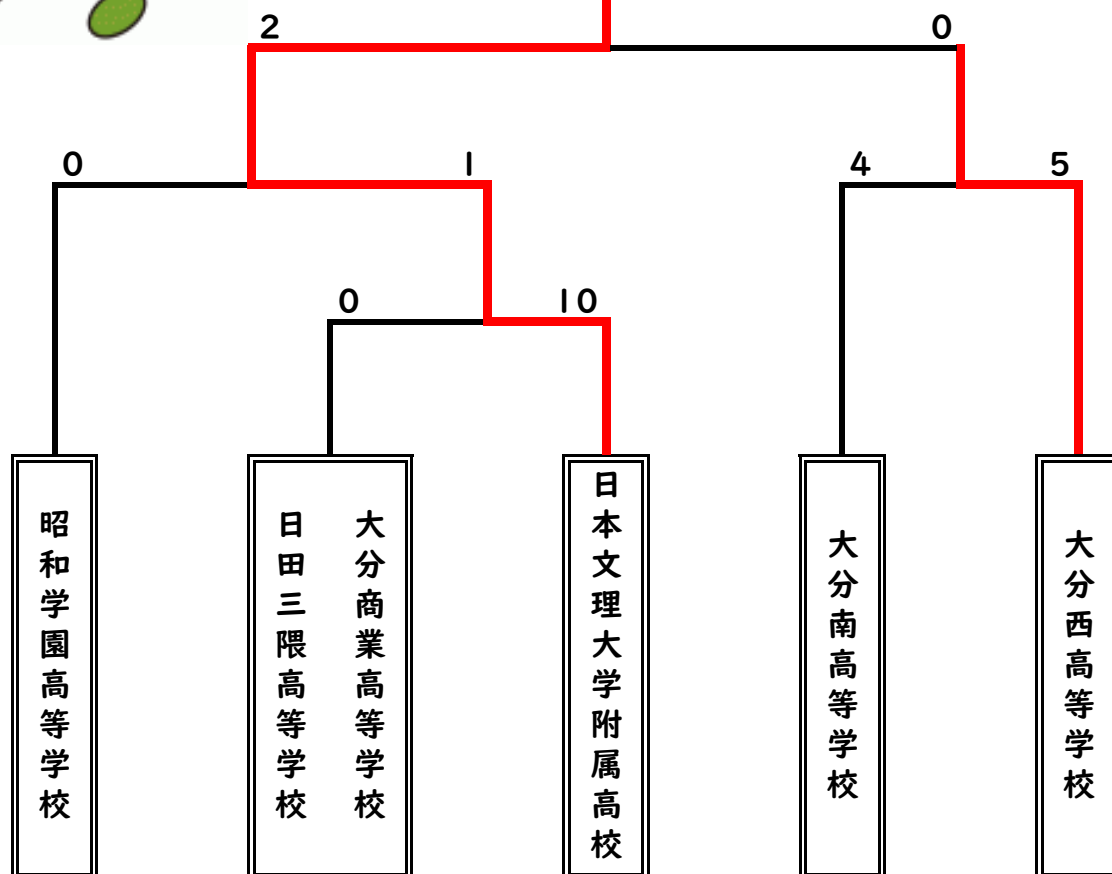 2 0
0 1 4 5
0 10
昭和学園高等学校
大分商業高等学校
日田三隈高等学校
日本文理大学附属高校
大分南高等学校
大分西高等学校